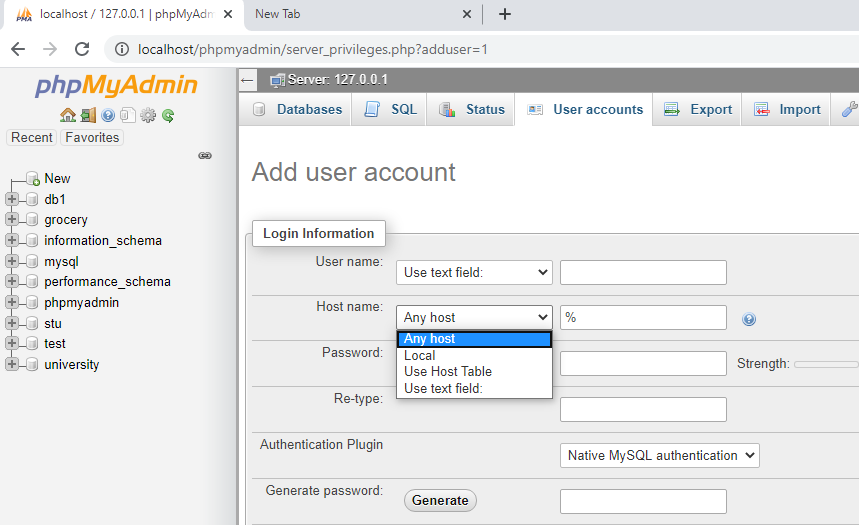 localhost / 127.0.0.1 | phpMyAdm
New Tab
localhost/phpmyadmin/server_privileges.php?adduser=1
phpMyAdmin
Recent
Favorites
New
db1
grocery
information_schema
mysql
performance_schema
phpmyadmin
stu
test
university
Server: 127.0.0.1
Databases
SQL
Status
User accounts
Export
Import
Add user account
Login Information
User name:
Use text field:
Host name:
Any host
%
Any host
Local
Use Host Table
Use text field:
Password:
Strength:
Re-type:
Authentication Plugin
Native MySQL authentication
Generate password:
Generate